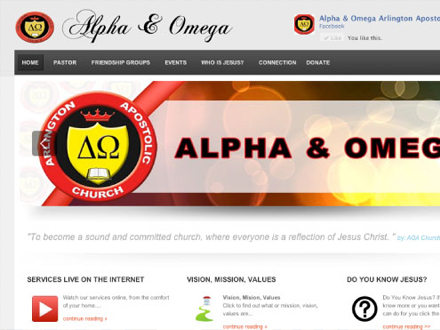 Alpha & Omega
Alpha & Omega Arlington Aposto
Facebook
Like You like this.
HOME PASTOR FRIENDSHIP GROUPS EVENTS WHO IS JESUS? CONNECTION DONATE
ARLINGTON APOSTOLIC CHURCH
ΔΩ
ALPHA & OMEG
"To become a sound and committed church, where everyone is a reflection of Jesus Christ. " by AOA Church
SERVICES LIVE ON THE INTERNET
Watch our services online, from the comfort
of your home....
continue reading »
VISION, MISSION, VALUES
Vision, Mision, Values
Click to find out what or mission, vision,
values are...
continue reading »
DO YOU KNOW JESUS?
Do You Know Jesus? If
know more or you want
can do for you click the
continue reading »»